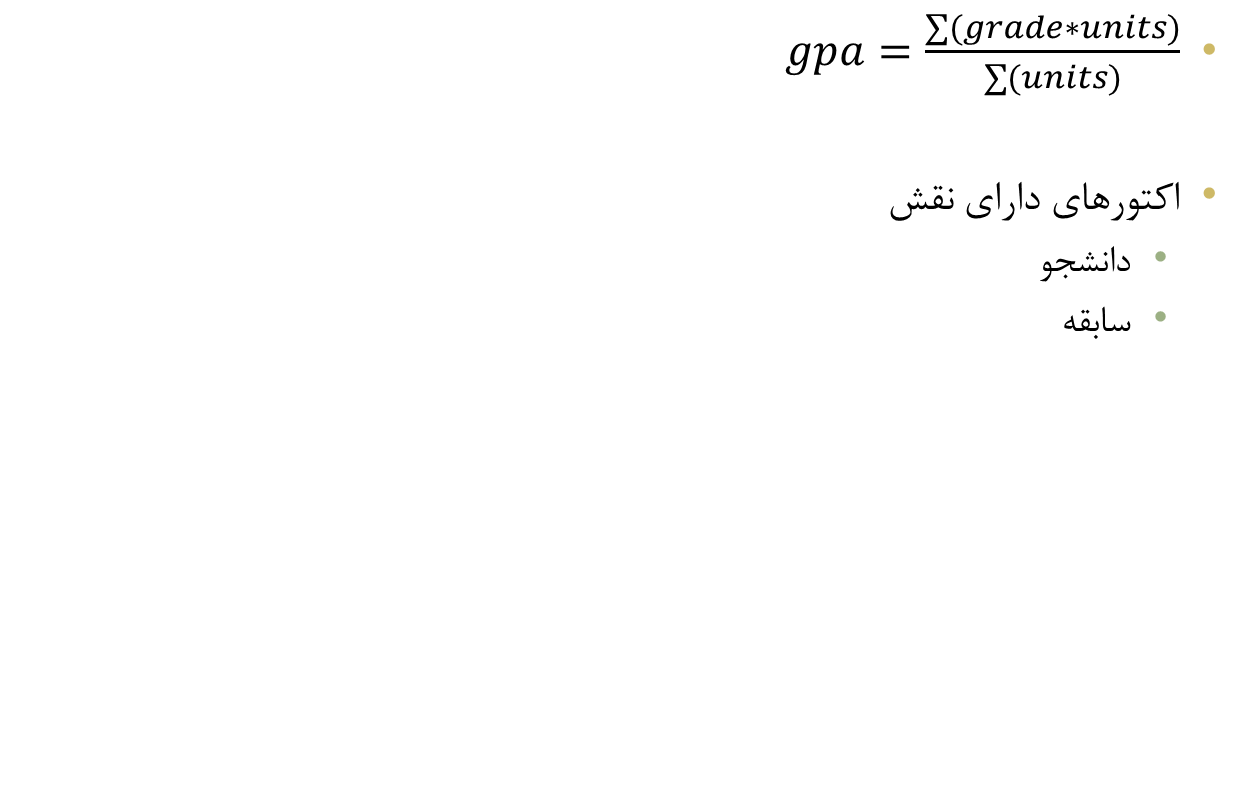 • gpa = ∑(grade*units) / ∑(units)
• اکتورهای دارای نقش
• دانشجو
• سابقه